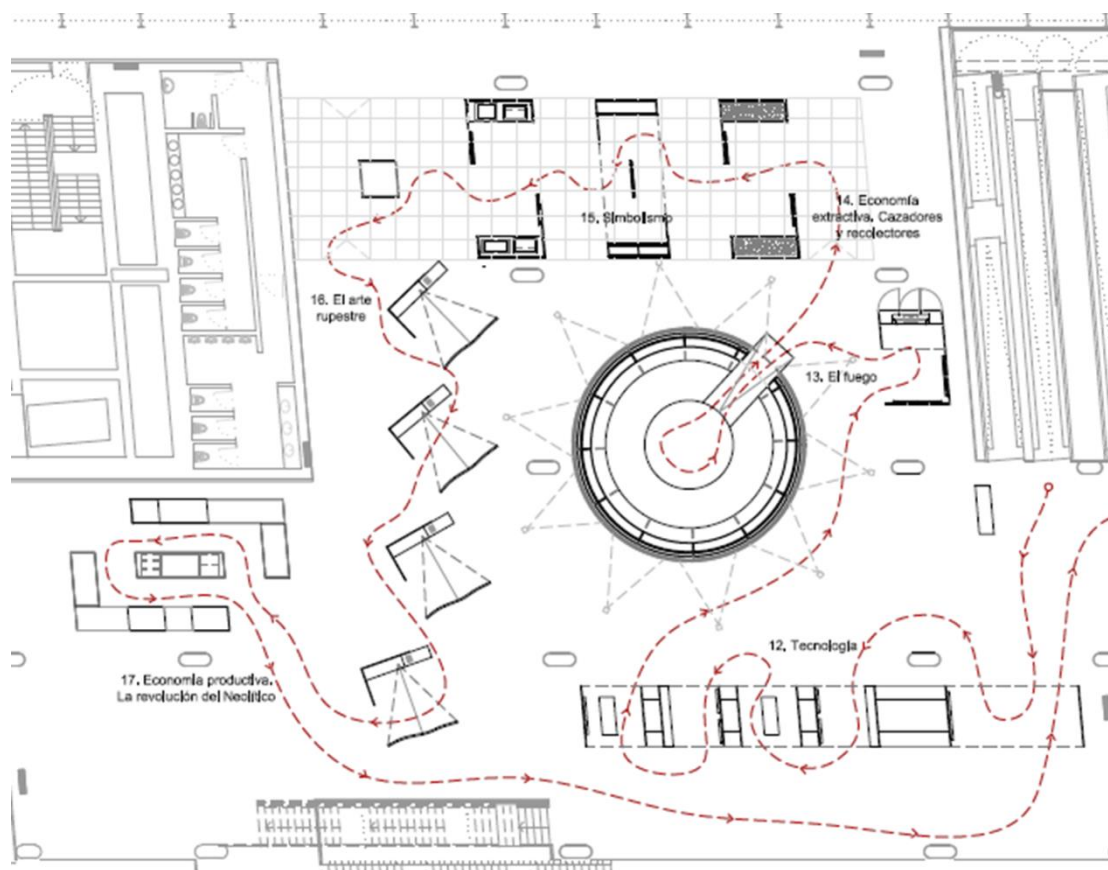 14. Economía
extractiva. Cazadores
y recolectores
15. Simbolismo
16. El arte
rupestre
13. El fuego
12. Tecnología
17. Economía productiva.
La revolución del Neolítico